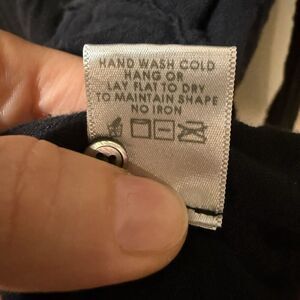 HAND WASH COLD
HANG OR
LAY FLAT TO DRY
TO MAINTAIN SHAPE
NO IRON